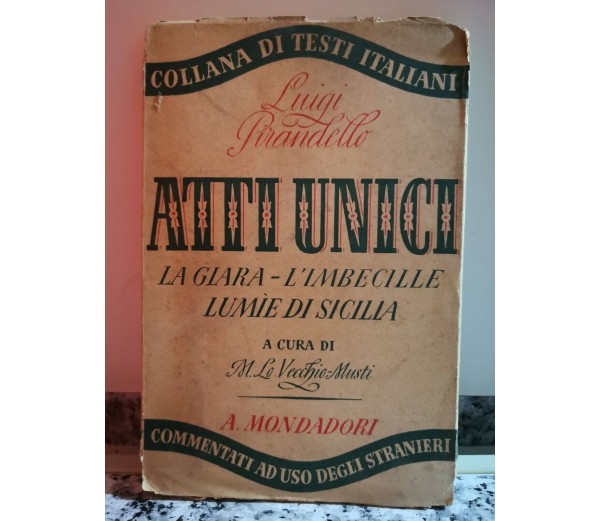 COLLANA DI TESTI ITALIANI
Luigi
Pirandello
ATTI UNICI
LA GIARA - L'IMBECILLE
LUMÌE DI SICILIA
A CURA DI
M. Lo Vecchio-Musti
A. MONDADORI
COMMENTATI AD USO DEGLI STRANIERI